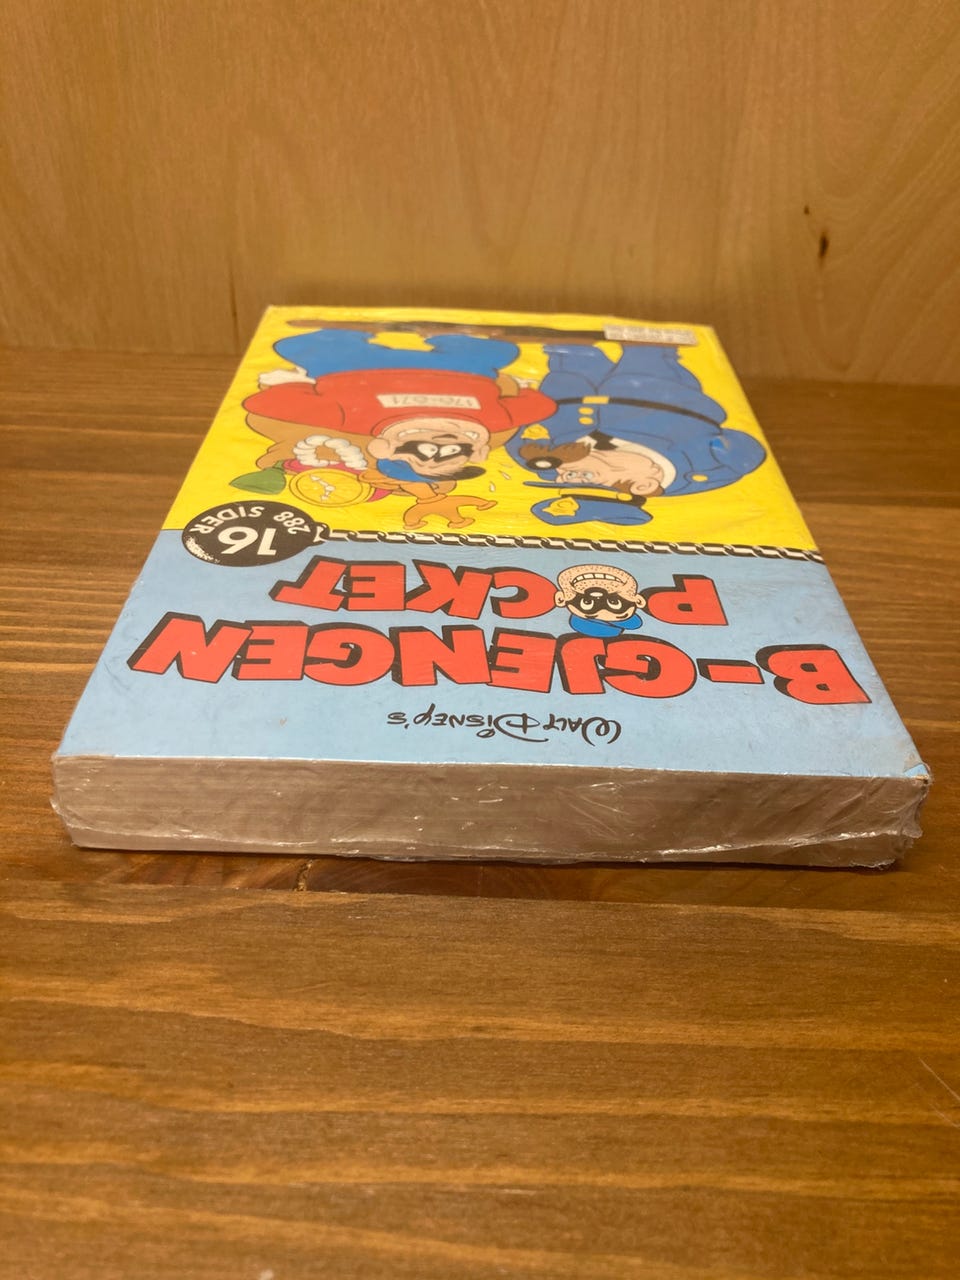 WALT DISNEY'S
B-GJENGEN
POCKET
16
288 SIDER
176-671